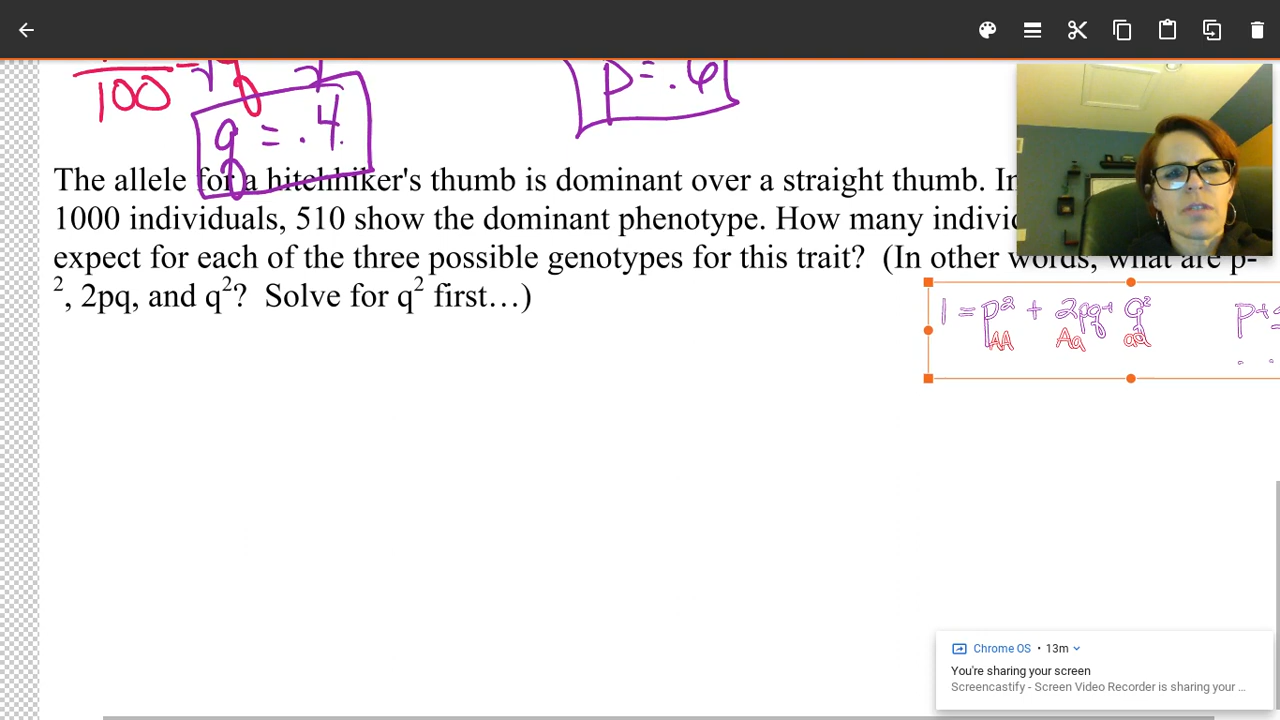 100
q = .4
p = .6
The allele for a hitchhiker's thumb is dominant over a straight thumb. In
1000 individuals, 510 show the dominant phenotype. How many
expect for each of the three possible genotypes for this trait? (In other words, what are p-
2, 2pq, and q2? Solve for q2 first…)
1 = p² + 2pq + q²
AA Aa aa
p +
Chrome OS • 13m
You're sharing your screen
Screencastify - Screen Video Recorder is sharing your ...